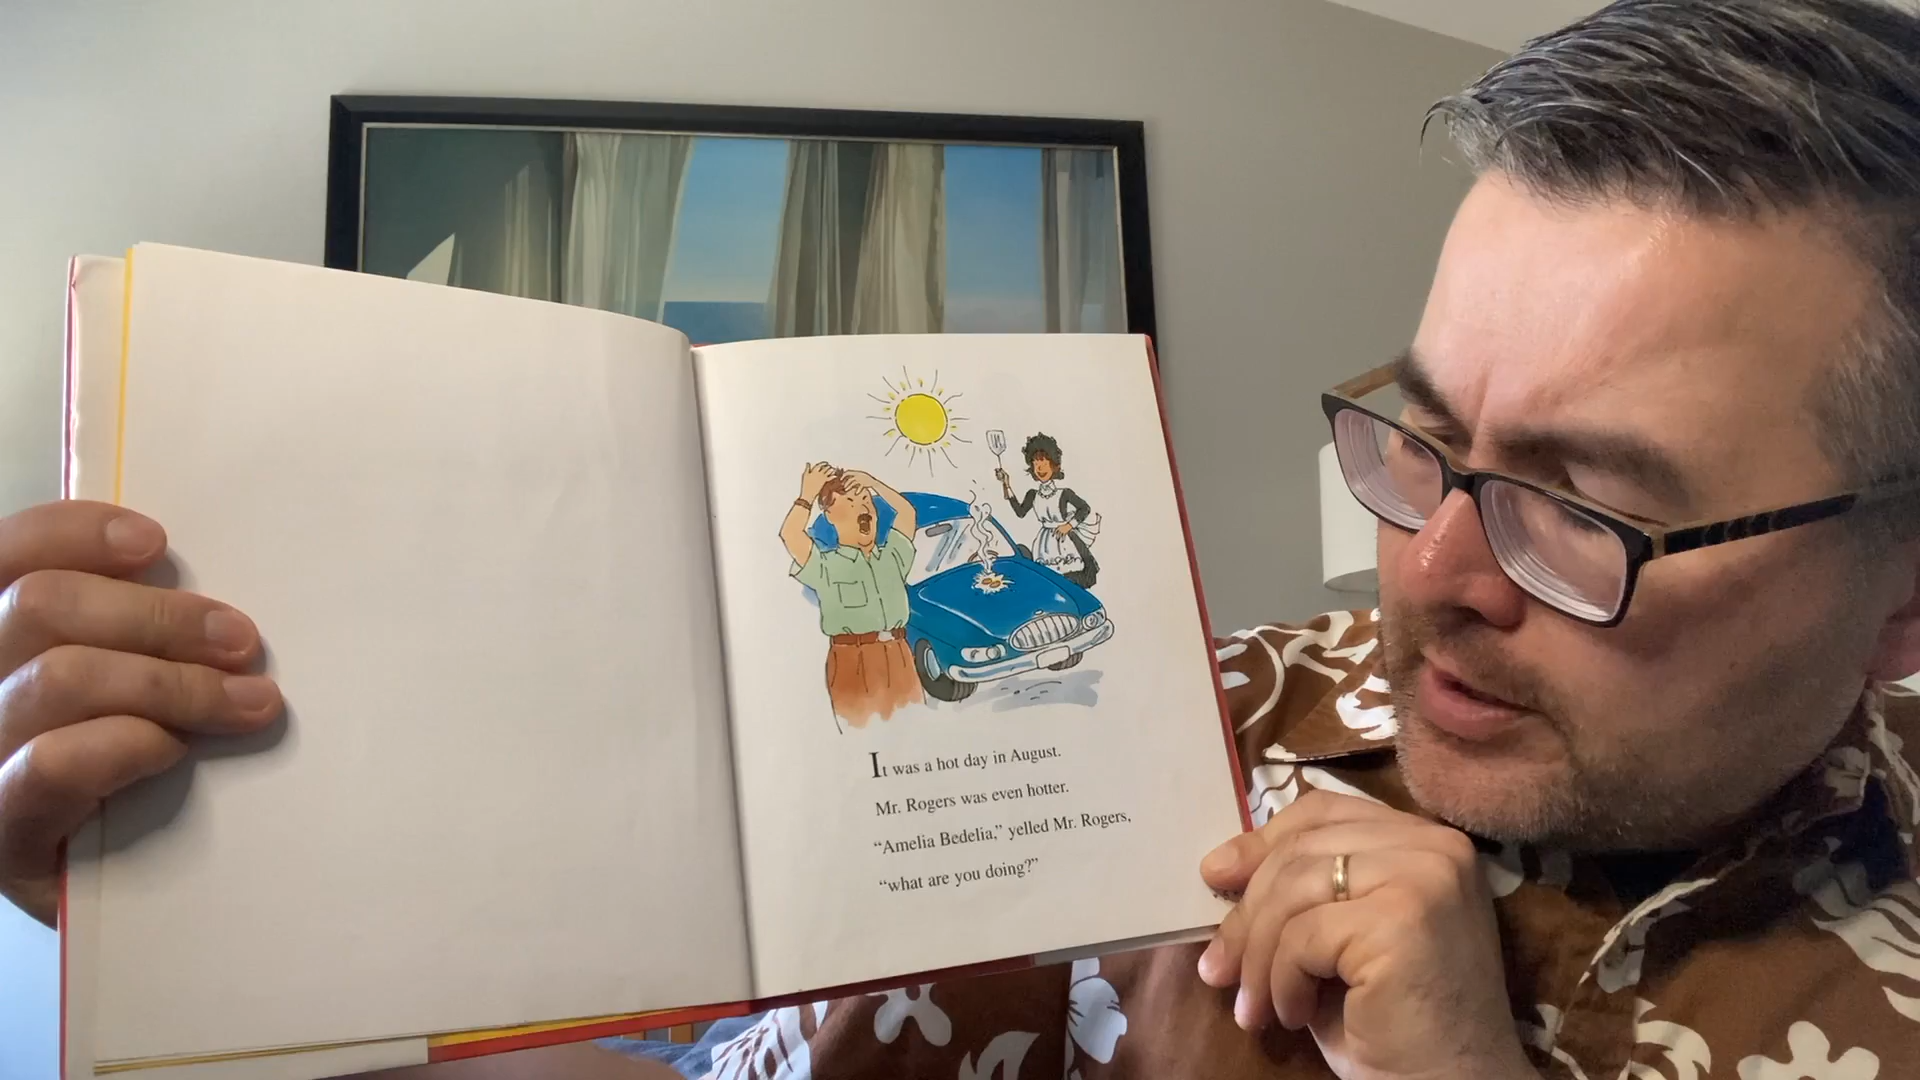 It was a hot day in August.
Mr. Rogers was even hotter.
“Amelia Bedelia,” yelled Mr. Rogers,
“what are you doing?”